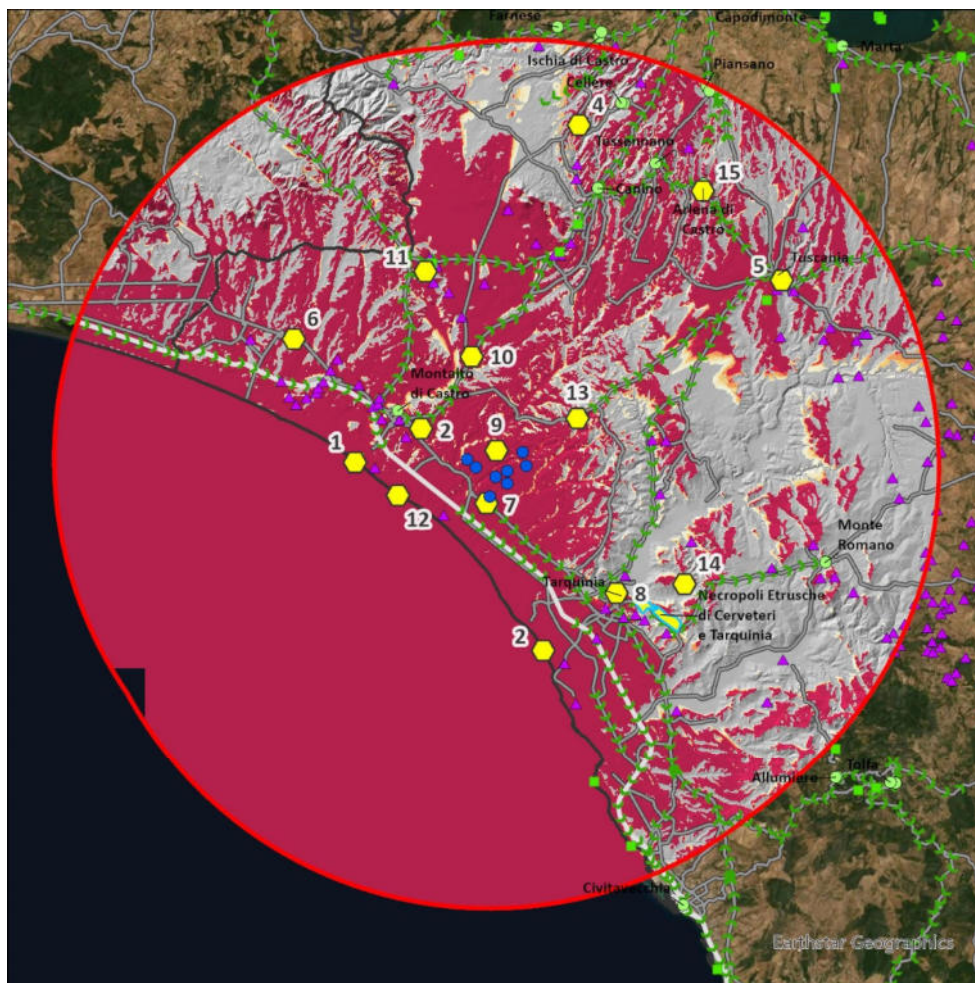 Farnese
Capodimonte
Marta
Ischia di Castro
Cellere
Piansano
4
Tessennano
15
Canino
Arlena di
Castro
11
5
Tuscania
6
10
Montalto
di Castro
13
2
9
1
7
12
Monte
Romano
14
Tarquinia
8
Necropoli Etrusche
di Cerveteri
e Tarquinia
2
Tolfa
Allumiere
Civitavecchia
Earthstar Geographics